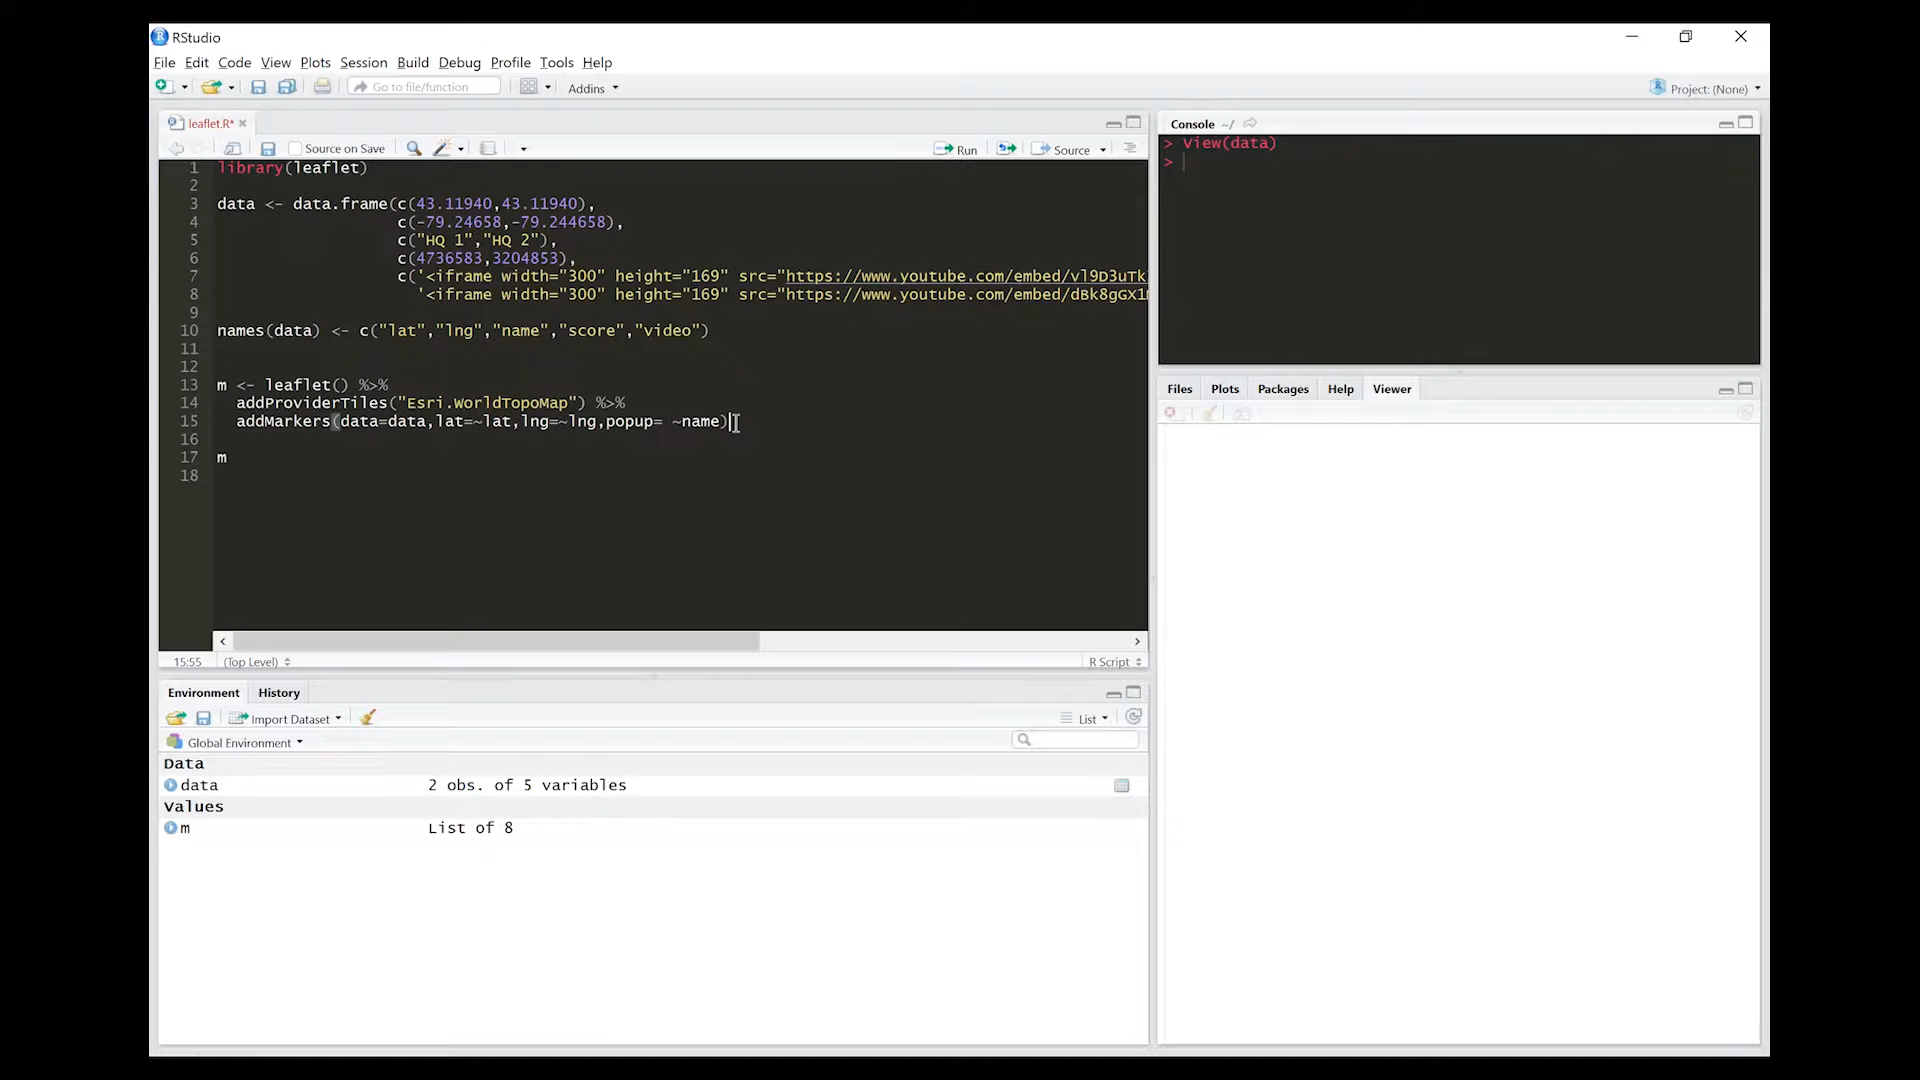 RStudio
File Edit Code View Plots Session Build Debug Profile Tools Help
Go to file/function Addins Project: (None)
leaflet.R*
Source on Save Run Source
1 library(leaflet)
2
3 data <- data.frame(c(43.11940,43.11940),
4 c(-79.24658,-79.244658),
5 c("HQ 1","HQ 2"),
6 c(4736583,3204853),
7 c('<iframe width="300" height="169" src="https://www.youtube.com/embed/vl9D3uTk
8 '<iframe width="300" height="169" src="https://www.youtube.com/embed/dBk8gGX1
9
10 names(data) <- c("lat","lng","name","score","video")
11
12
13 m <- leaflet() %>%
14 addProviderTiles("Esri.WorldTopoMap") %>%
15 addMarkers(data=data,lat=~lat,lng=~lng,popup= ~name)
16
17 m
18
15:55 (Top Level) R Script
Environment History
Import Dataset List
Global Environment
Data
data 2 obs. of 5 variables
Values
m List of 8
Console ~/
> View(data)
>
Files Plots Packages Help Viewer